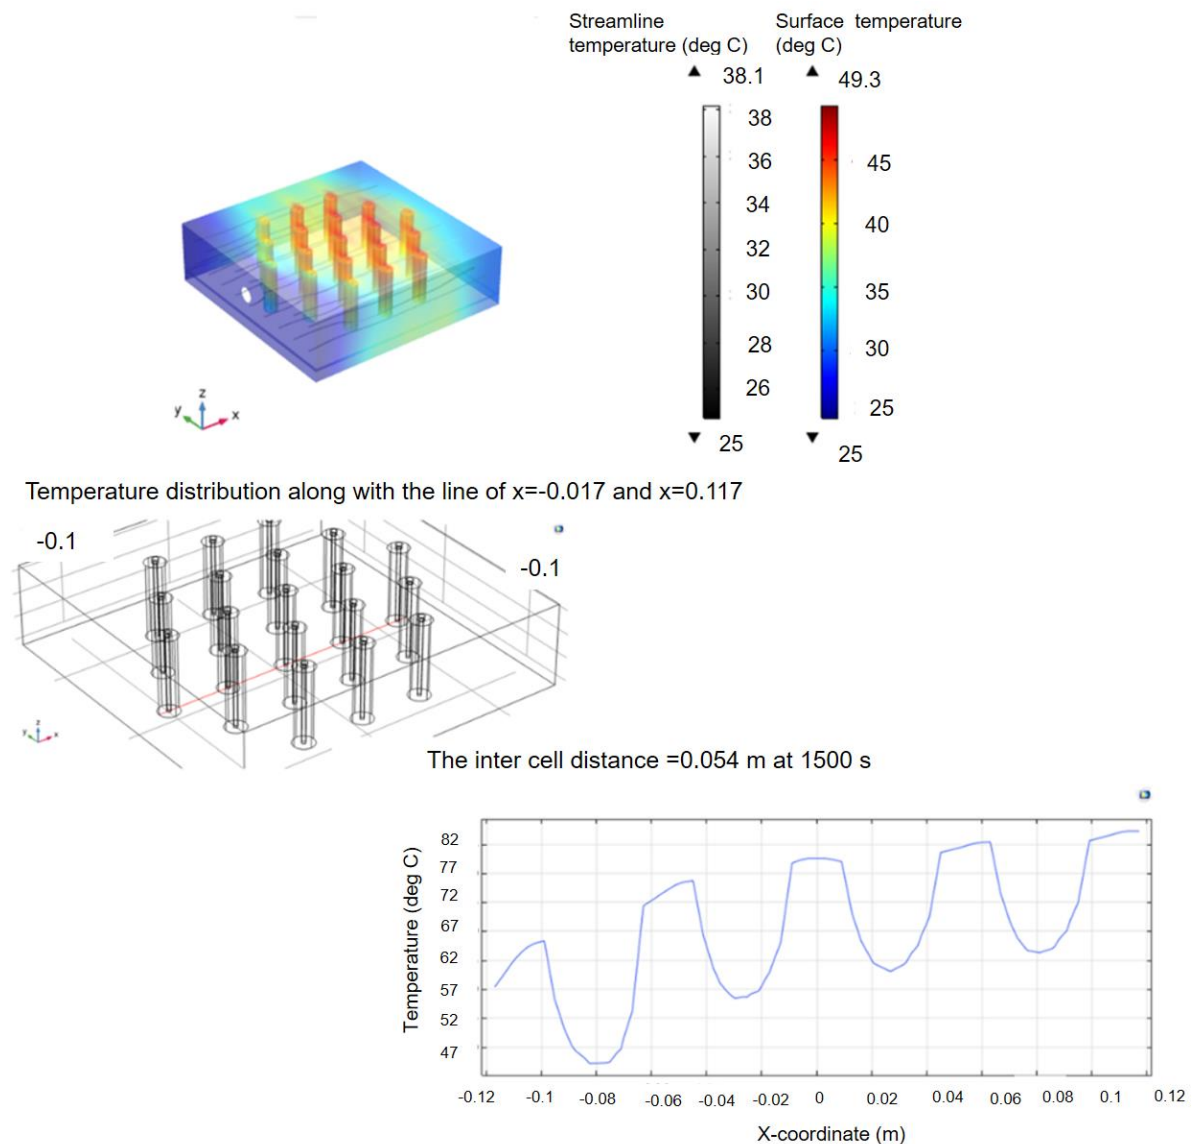 Streamline
temperature (deg C)
Surface temperature
(deg C)
38.1
49.3
38
36
34
32
30
28
26
25
45
40
35
30
25
25
z
y
x
Temperature distribution along with the line of x=-0.017 and x=0.117
-0.1
-0.1
z
y
x
The inter cell distance =0.054 m at 1500 s
Temperature (deg C)
82
77
72
67
62
57
52
47
-0.12 -0.1 -0.08 -0.06 -0.04 -0.02 0 0.02 0.04 0.06 0.08 0.1 0.12
X-coordinate (m)